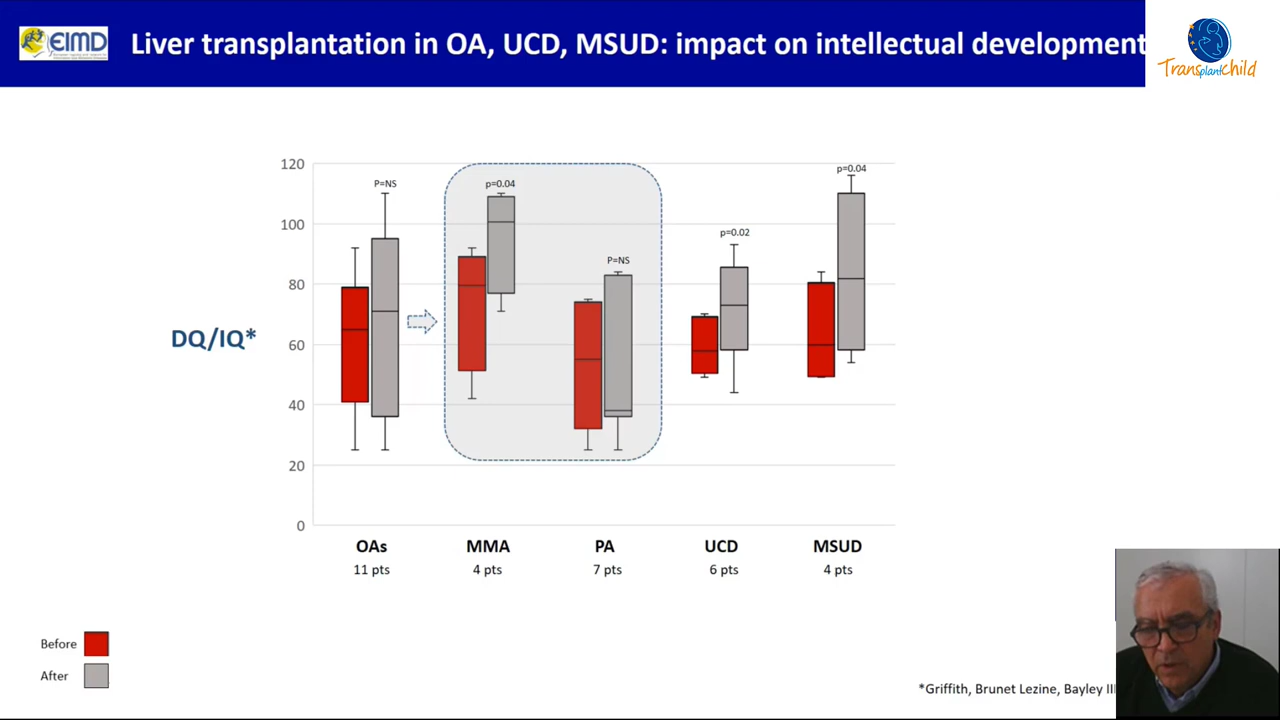 EIMD
Liver transplantation in OA, UCD, MSUD: impact on intellectual development
TransplantChild
120
100
80
60
40
20
0
DQ/IQ*
P=NS
p=0.04
P=NS
p=0.02
p=0.04
OAs
MMA
PA
UCD
MSUD
11 pts
4 pts
7 pts
6 pts
4 pts
Before
After
*Griffith, Brunet Lezine, Bayley III